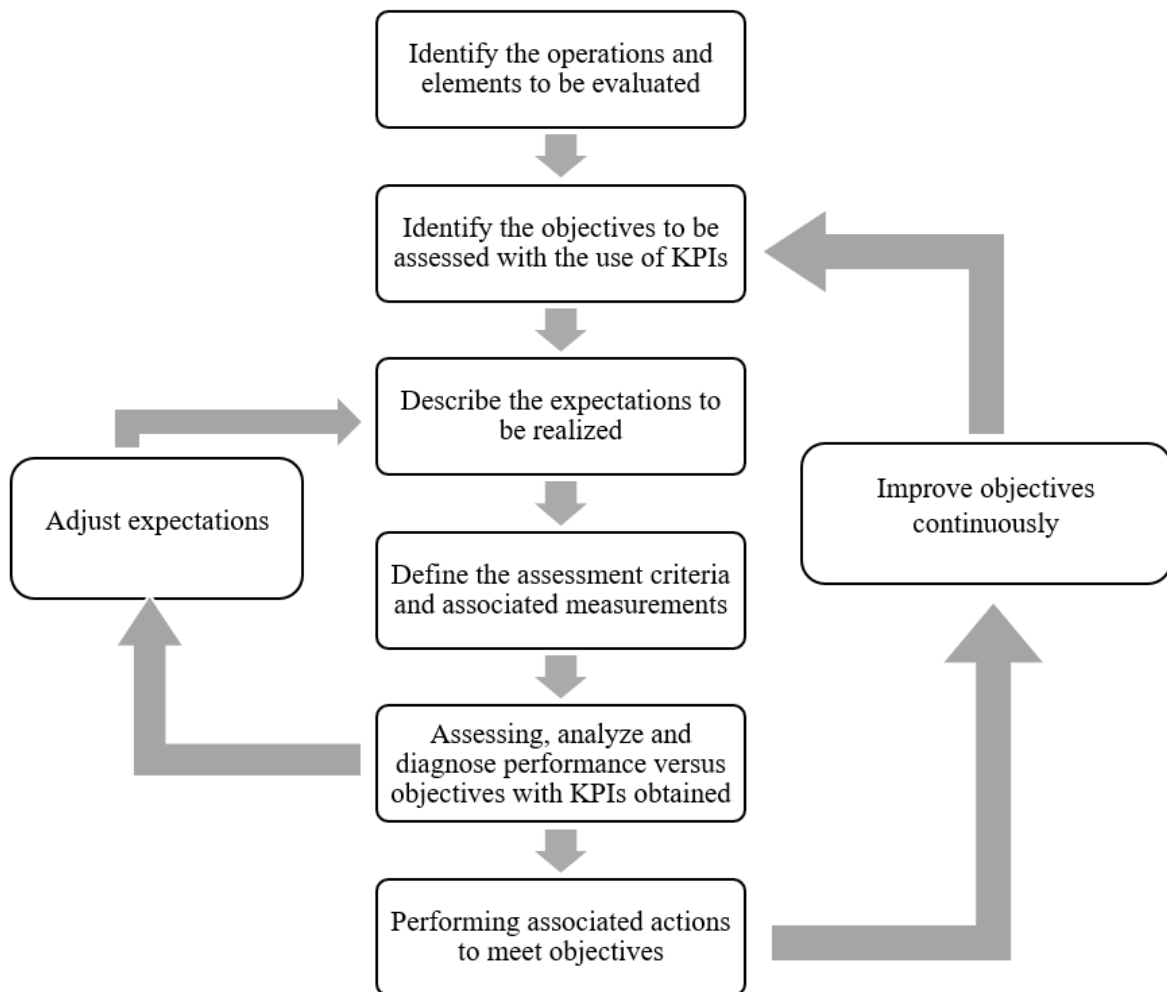 Identify the operations and
elements to be evaluated
Identify the objectives to be
assessed with the use of KPIs
Describe the expectations to
be realized
Adjust expectations
Improve objectives
continuously
Define the assessment criteria
and associated measurements
Assessing, analyze and
diagnose performance versus
objectives with KPIs obtained
Performing associated actions
to meet objectives